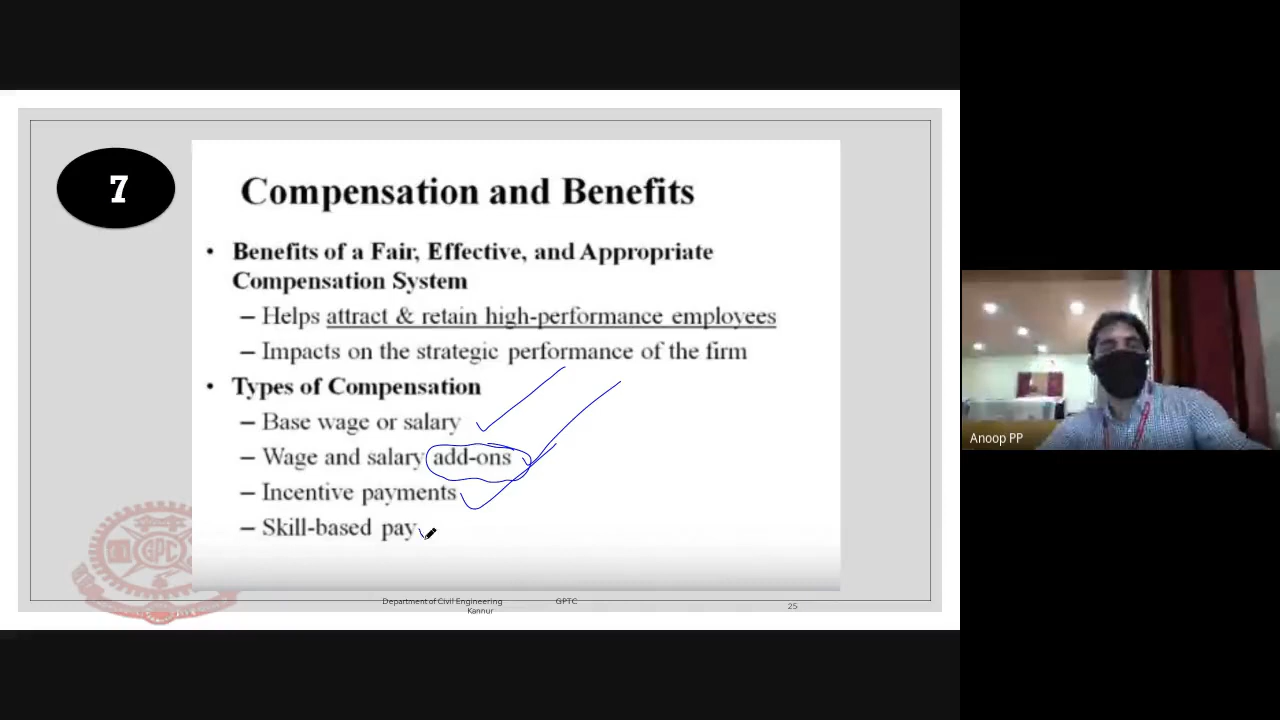 7
Compensation and Benefits
• Benefits of a Fair, Effective, and Appropriate
Compensation System
– Helps attract & retain high-performance employees
– Impacts on the strategic performance of the firm
• Types of Compensation
– Base wage or salary
– Wage and salary add-ons
– Incentive payments
– Skill-based pay
GPTC
Department of Civil Engineering GPTC
Kannur
25
Anoop PP